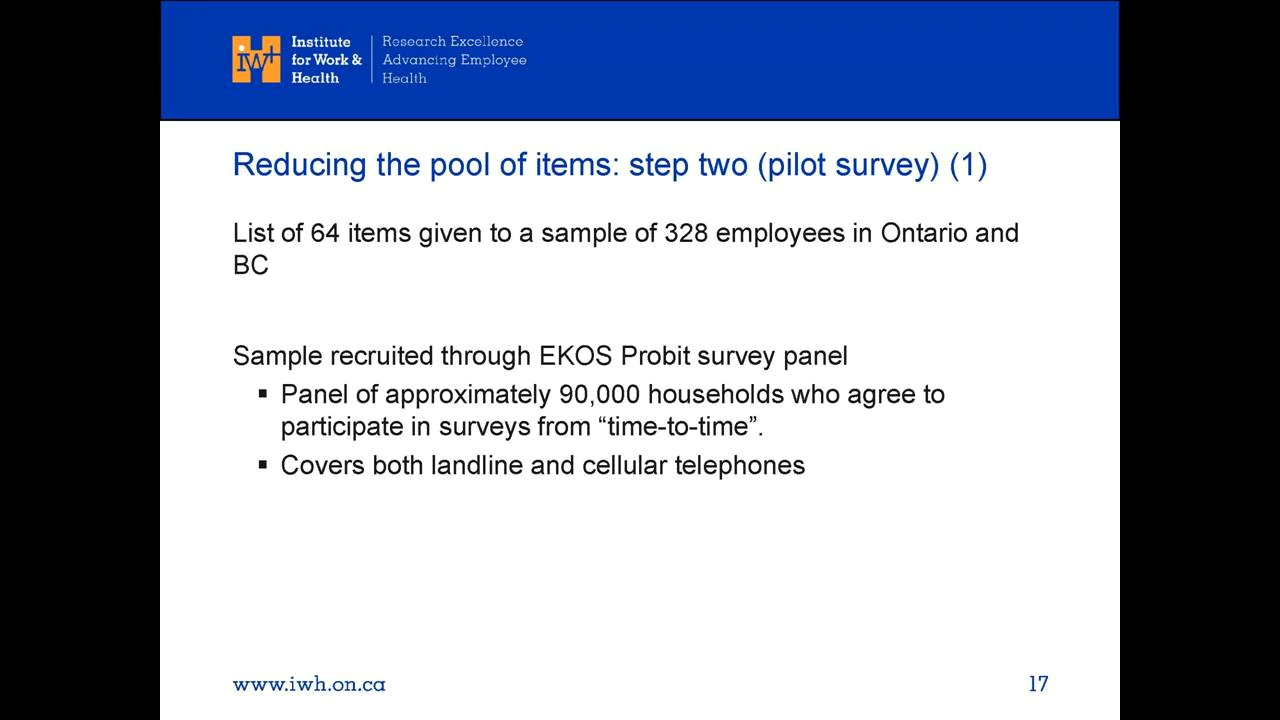 iw+
Institute
for Work &
Health
Research Excellence
Advancing Employee
Health
Reducing the pool of items: step two (pilot survey) (1)
List of 64 items given to a sample of 328 employees in Ontario and
BC
Sample recruited through EKOS Probit survey panel
▪ Panel of approximately 90,000 households who agree to
participate in surveys from “time-to-time”.
▪ Covers both landline and cellular telephones
www.iwh.on.ca
17